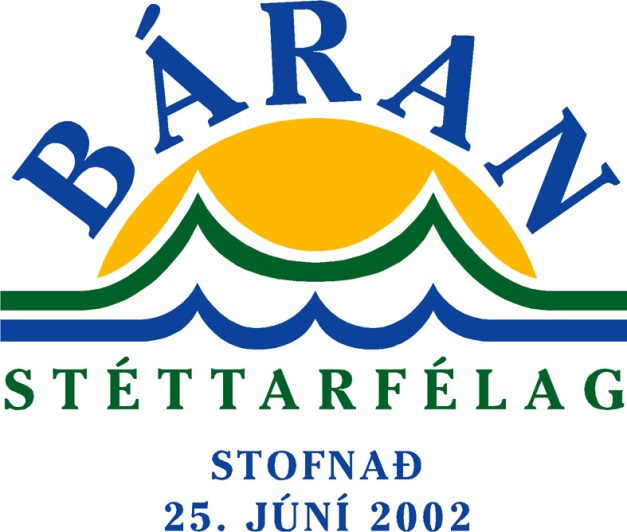 BÁRAN
STÉTTARFÉLAG
STOFNAÐ
25. JÚNÍ 2002